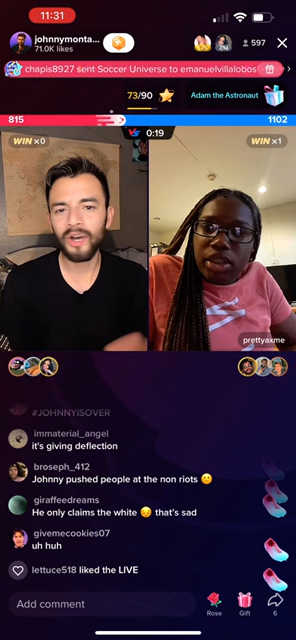 11:31
johnnymonta...
71.0K likes
597
chapis8927 sent Soccer Universe to emanuelvillalobos
73/90
Adam the Astronaut
815
1102
WIN x0
VS 0:19
WIN x1
prettyaxme
#JOHNNYISOVER
immaterial_angel
it's giving deflection
broseph_412
Johnny pushed people at the non riots 🙁
giraffeedreams
He only claims the white 😔 that's sad
givemecookies07
uh huh
lettuce518 liked the LIVE
Add comment
Rose
Gift
6